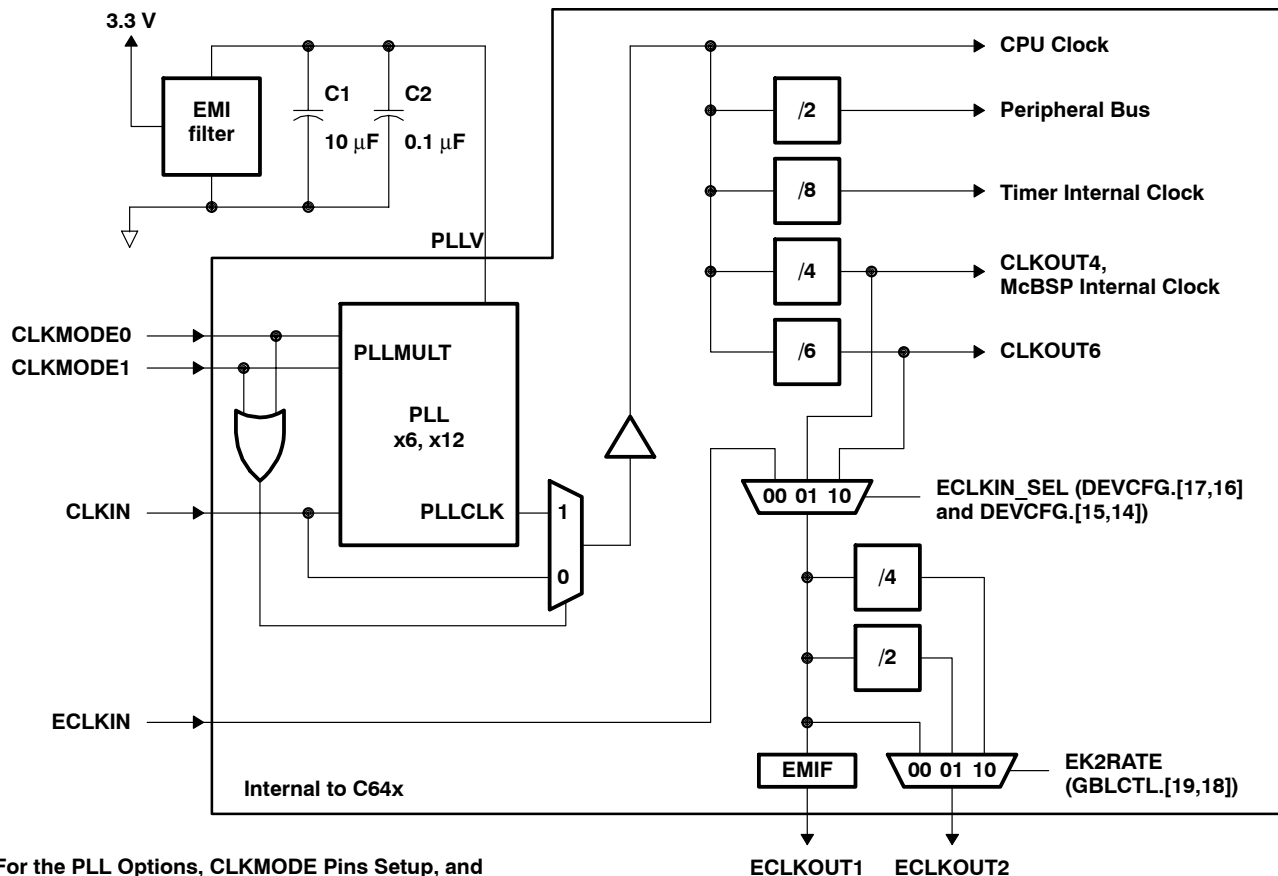 3.3 V
EMI
filter
C1
10 μF
C2
0.1 μF
CPU Clock
/2
Peripheral Bus
/8
Timer Internal Clock
/4
CLKOUT4,
McBSP Internal Clock
/6
CLKOUT6
PLLV
CLKMODE0
CLKMODE1
PLLMULT
PLL
x6, x12
CLKIN
PLLCLK
1
0
00 01 10
ECLKIN_SEL (DEVCFG.[17,16]
and DEVCFG.[15,14])
/4
/2
ECLKIN
EMIF
00 01 10
EK2RATE
(GBLCTL.[19,18])
Internal to C64x
ECLKOUT1
ECLKOUT2
For the PLL Options, CLKMODE Pins Setup, and